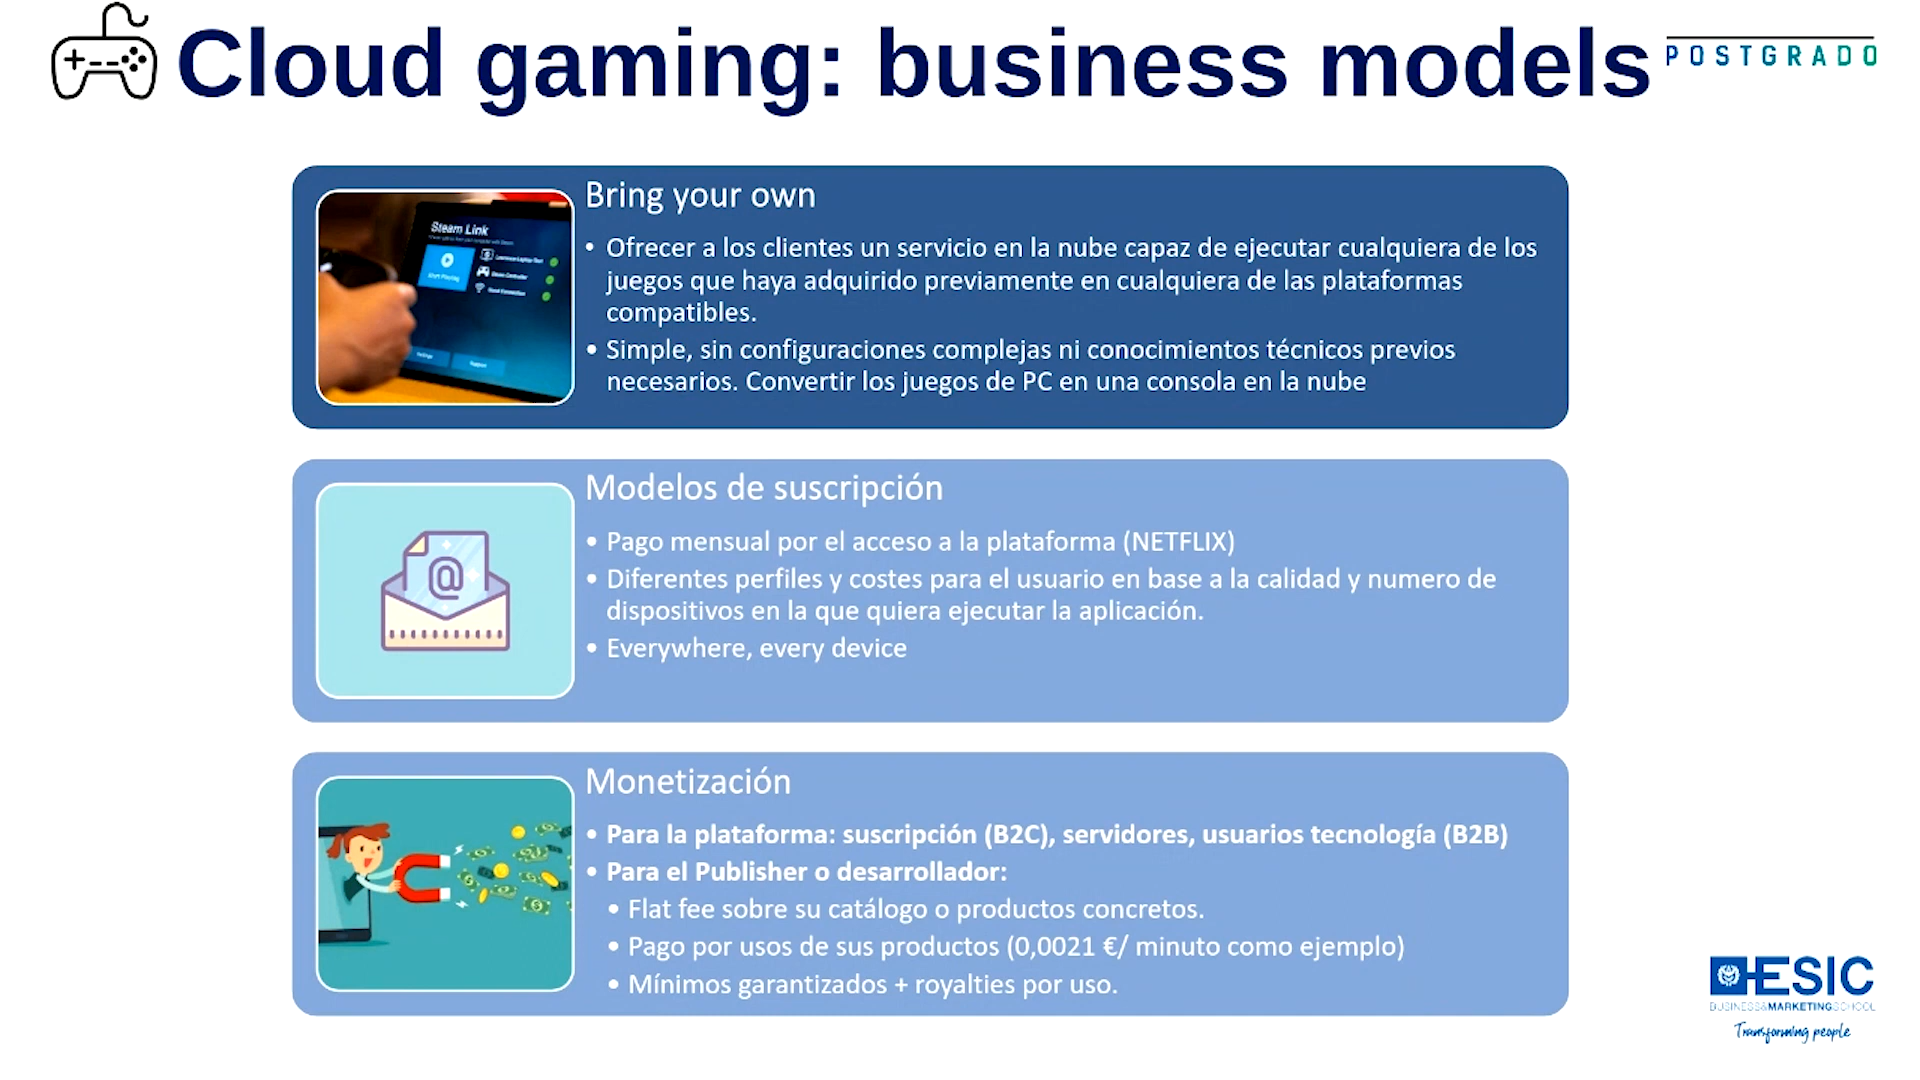 Cloud gaming: business models
POSTGRADO
Bring your own
• Ofrecer a los clientes un servicio en la nube capaz de ejecutar cualquiera de los
juegos que haya adquirido previamente en cualquiera de las plataformas
compatibles.
• Simple, sin configuraciones complejas ni conocimientos técnicos previos
necesarios. Convertir los juegos de PC en una consola en la nube
Steam Link
Modelos de suscripción
• Pago mensual por el acceso a la plataforma (NETFLIX)
• Diferentes perfiles y costes para el usuario en base a la calidad y numero de
dispositivos en la que quiera ejecutar la aplicación.
• Everywhere, every device
@
Monetización
• Para la plataforma: suscripción (B2C), servidores, usuarios tecnología (B2B)
• Para el Publisher o desarrollador:
• Flat fee sobre su catálogo o productos concretos.
• Pago por usos de sus productos (0,0021 €/ minuto como ejemplo)
• Mínimos garantizados + royalties por uso.
ESIC
BUSINESS&MARKETINGSCHOOL
Transforming people